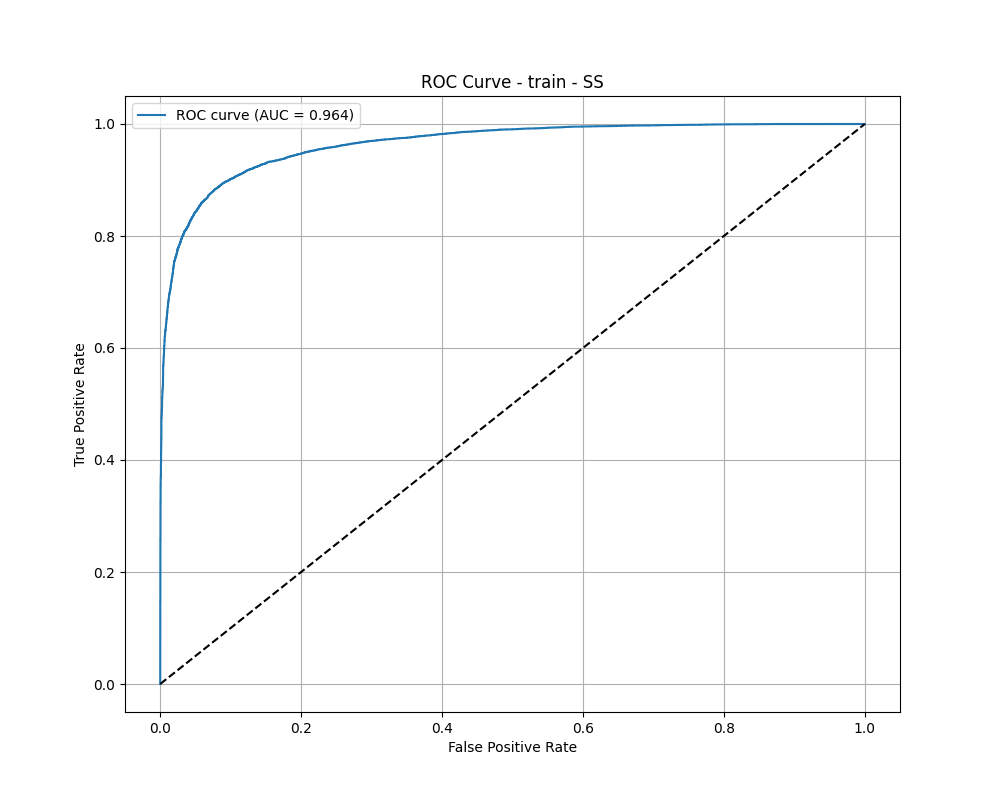 ROC Curve - train - SS
ROC curve (AUC = 0.964)
True Positive Rate
1.0
0.8
0.6
0.4
0.2
0.0
0.0 0.2 0.4 0.6 0.8 1.0
False Positive Rate